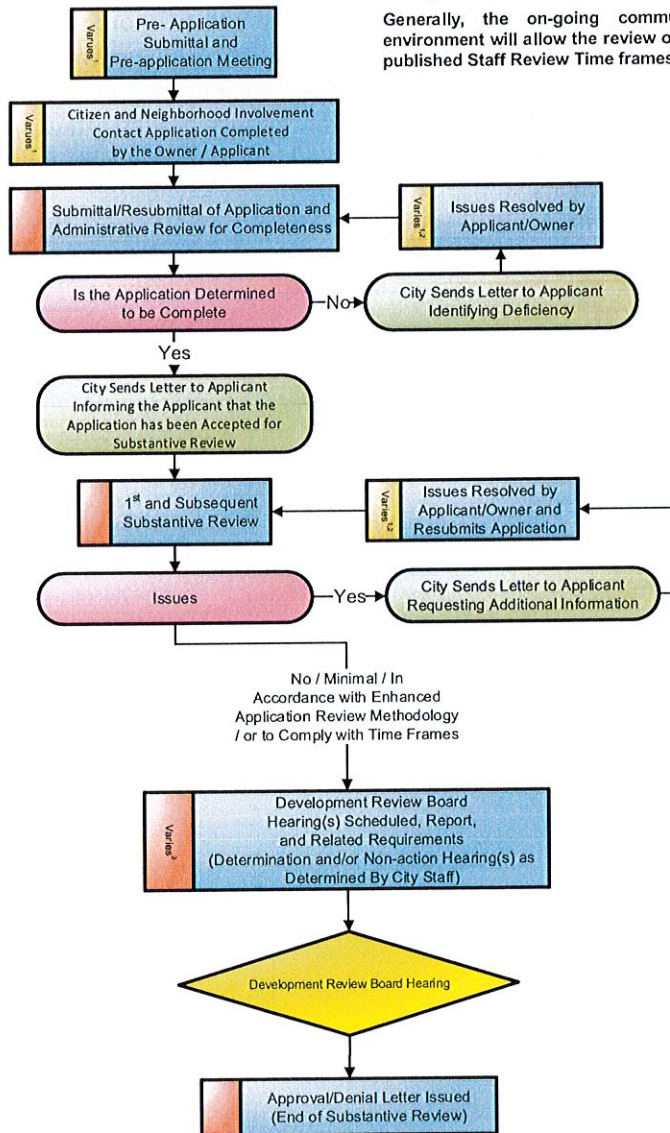 Generally, the on-going
environment will allow the review
published Staff Review Time frames
Pre- Application
Submittal and
Pre-application Meeting
Varies¹
Citizen and Neighborhood Involvement
Contact Application Completed
by the Owner / Applicant
Varies¹
Submittal/Resubmittal of Application and
Administrative Review for Completeness
Issues Resolved by
Applicant/Owner
Varies¹,²
Is the Application Determined
to be Complete
No
City Sends Letter to Applicant
Identifying Deficiency
Yes
City Sends Letter to Applicant
Informing the Applicant that the
Application has been Accepted for
Substantive Review
1st and Subsequent
Substantive Review
Issues Resolved by
Applicant/Owner and
Resubmits Application
Varies¹,²
Issues
Yes
City Sends Letter to Applicant
Requesting Additional Information
No / Minimal / In
Accordance with Enhanced
Application Review Methodology
/ or to Comply with Time Frames
Development Review Board
Hearing(s) Scheduled, Report,
and Related Requirements
(Determination and/or Non-action Hearing(s) as
Determined By City Staff)
Varies
Development Review Board Hearing
Approval/Denial Letter Issued
(End of Substantive Review)